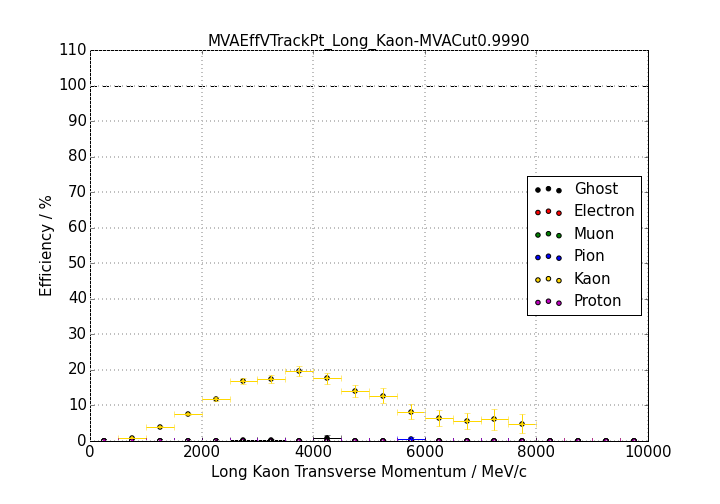 MVAEffVTrackPt_Long_Kaon-MVACut0.9990
110
100
90
80
70
60
50
40
30
20
10
0
Efficiency / %
Ghost
Electron
Muon
Pion
Kaon
Proton
0 2000 4000 6000 8000 10000
Long Kaon Transverse Momentum / MeV/c